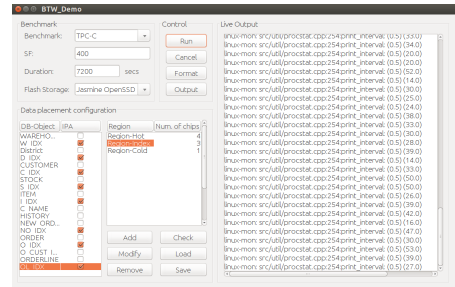 BTW_Demo
Benchmark
Benchmark: TPC-C
SF: 400
Duration: 7200 secs
Flash Storage: Jasmine OpenSSD
Control
Run
Cancel
Format
Output
Data placement configuration
DB-Object IPA
WAREHO...
W_IDX
District
D_IDX
CUSTOMER
C_IDX
STOCK
S_IDX
ITEM
I_IDX
C_NAME
HISTORY
NEW_ORD...
NO_IDX
ORDER
O_IDX
O_CUST_I...
ORDERLINE
OL_IDX
Region Num. of chips
Region-Hot 4
Region-Index 3
Region-Cold 1
Add
Check
Modify
Load
Remove
Save
Live Output
linux-mon: src/util/procstat.cpp:254:print_interval: (0.5) (33.0)
linux-mon: src/util/procstat.cpp:254:print_interval: (0.5) (34.0)
linux-mon: src/util/procstat.cpp:254:print_interval: (0.5) (20.0)
linux-mon: src/util/procstat.cpp:254:print_interval: (0.5) (20.0)
linux-mon: src/util/procstat.cpp:254:print_interval: (0.5) (52.0)
linux-mon: src/util/procstat.cpp:254:print_interval: (0.5) (14.0)
linux-mon: src/util/procstat.cpp:254:print_interval: (0.5) (30.0)
linux-mon: src/util/procstat.cpp:254:print_interval: (0.5) (25.0)
linux-mon: src/util/procstat.cpp:254:print_interval: (0.5) (24.0)
linux-mon: src/util/procstat.cpp:254:print_interval: (0.5) (38.0)
linux-mon: src/util/procstat.cpp:254:print_interval: (0.5) (33.0)
linux-mon: src/util/procstat.cpp:254:print_interval: (0.5) (30.0)
linux-mon: src/util/procstat.cpp:254:print_interval: (0.5) (28.0)
linux-mon: src/util/procstat.cpp:254:print_interval: (0.5) (39.0)
linux-mon: src/util/procstat.cpp:254:print_interval: (0.5) (14.0)
linux-mon: src/util/procstat.cpp:254:print_interval: (0.5) (33.0)
linux-mon: src/util/procstat.cpp:254:print_interval: (0.5) (50.0)
linux-mon: src/util/procstat.cpp:254:print_interval: (0.5) (50.0)
linux-mon: src/util/procstat.cpp:254:print_interval: (0.5) (26.0)
linux-mon: src/util/procstat.cpp:254:print_interval: (0.5) (39.0)
linux-mon: src/util/procstat.cpp:254:print_interval: (0.5) (42.0)
linux-mon: src/util/procstat.cpp:254:print_interval: (0.5) (16.0)
linux-mon: src/util/procstat.cpp:254:print_interval: (0.5) (47.0)
linux-mon: src/util/procstat.cpp:254:print_interval: (0.5) (30.0)
linux-mon: src/util/procstat.cpp:254:print_interval: (0.5) (53.0)
linux-mon: src/util/procstat.cpp:254:print_interval: (0.5) (39.0)
linux-mon: src/util/procstat.cpp:254:print_interval: (0.5) (27.0)